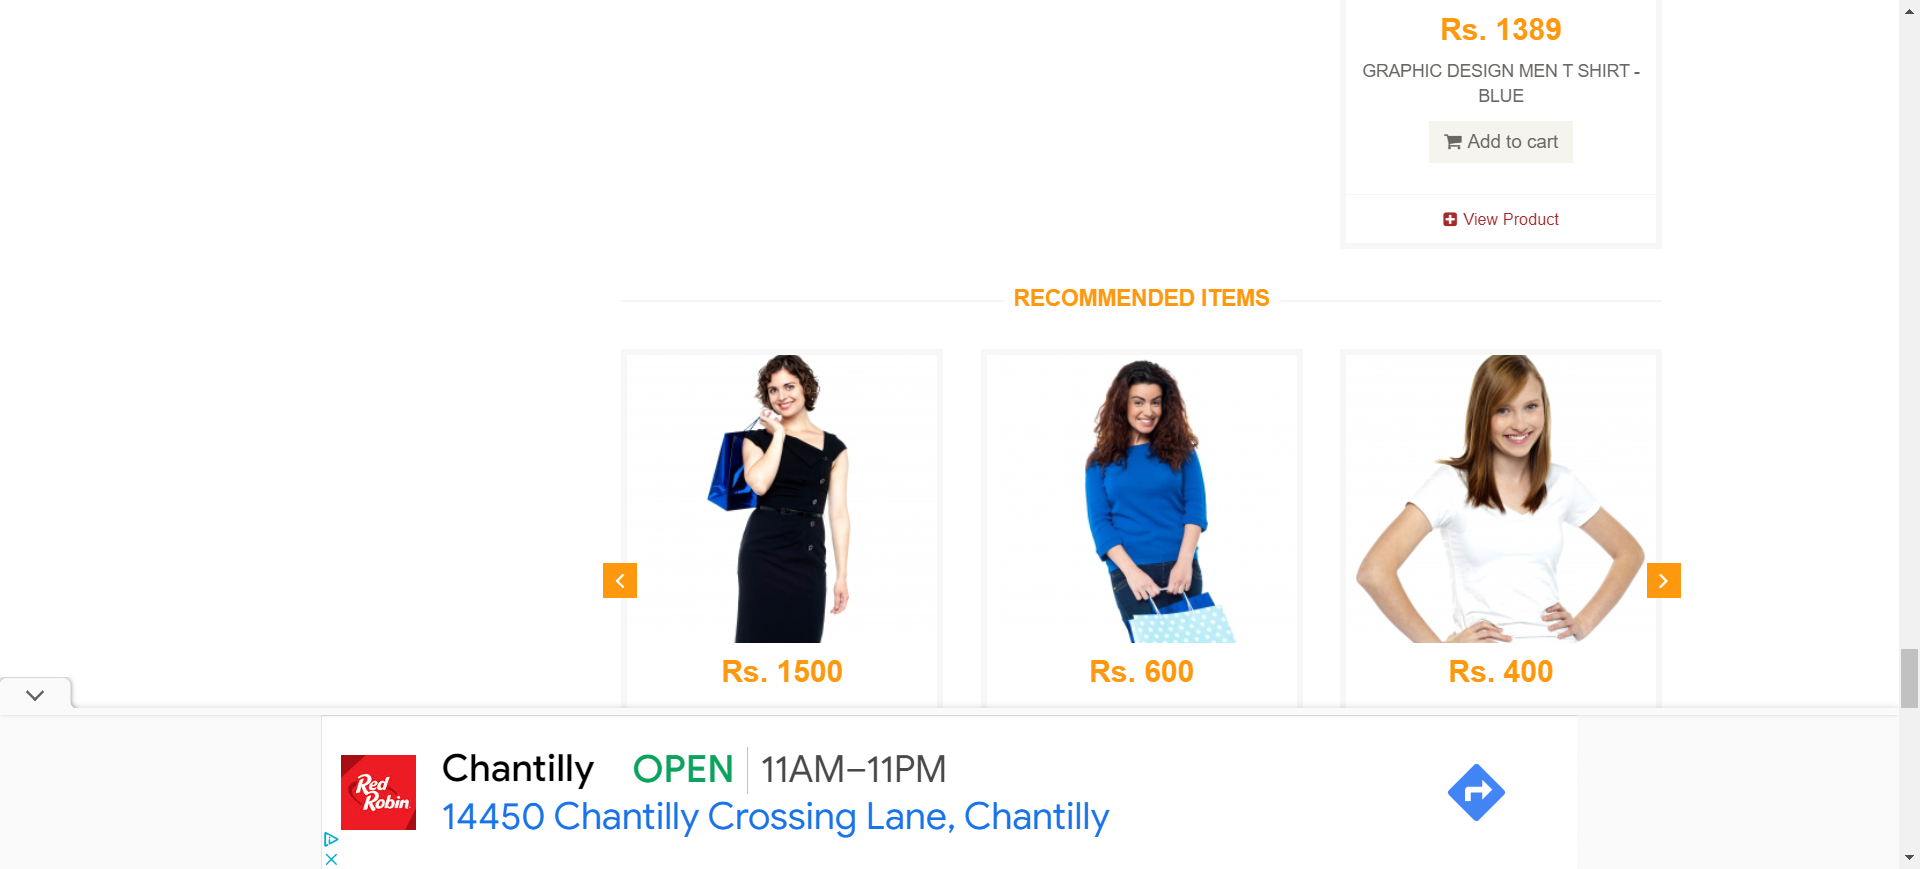 Rs. 1389
GRAPHIC DESIGN MEN T SHIRT -
BLUE
Add to cart
View Product
RECOMMENDED ITEMS
Rs. 1500
Rs. 600
Rs. 400
Red
Robin
Chantilly
OPEN
11AM–11PM
14450 Chantilly Crossing Lane, Chantilly